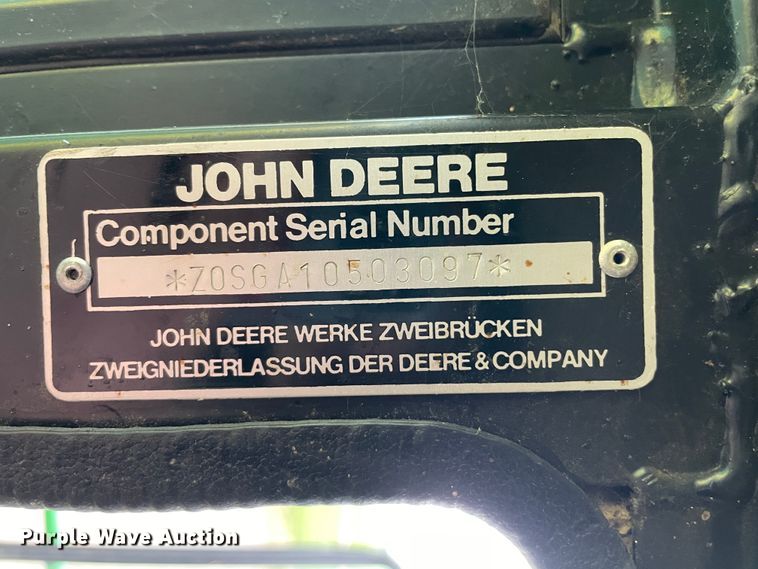 JOHN DEERE
Component Serial Number
*Z0SGA10503097*
JOHN DEERE WERKE ZWEIBRÜCKEN
ZWEIGNIEDERLASSUNG DER DEERE & COMPANY
Purple Wave Auction